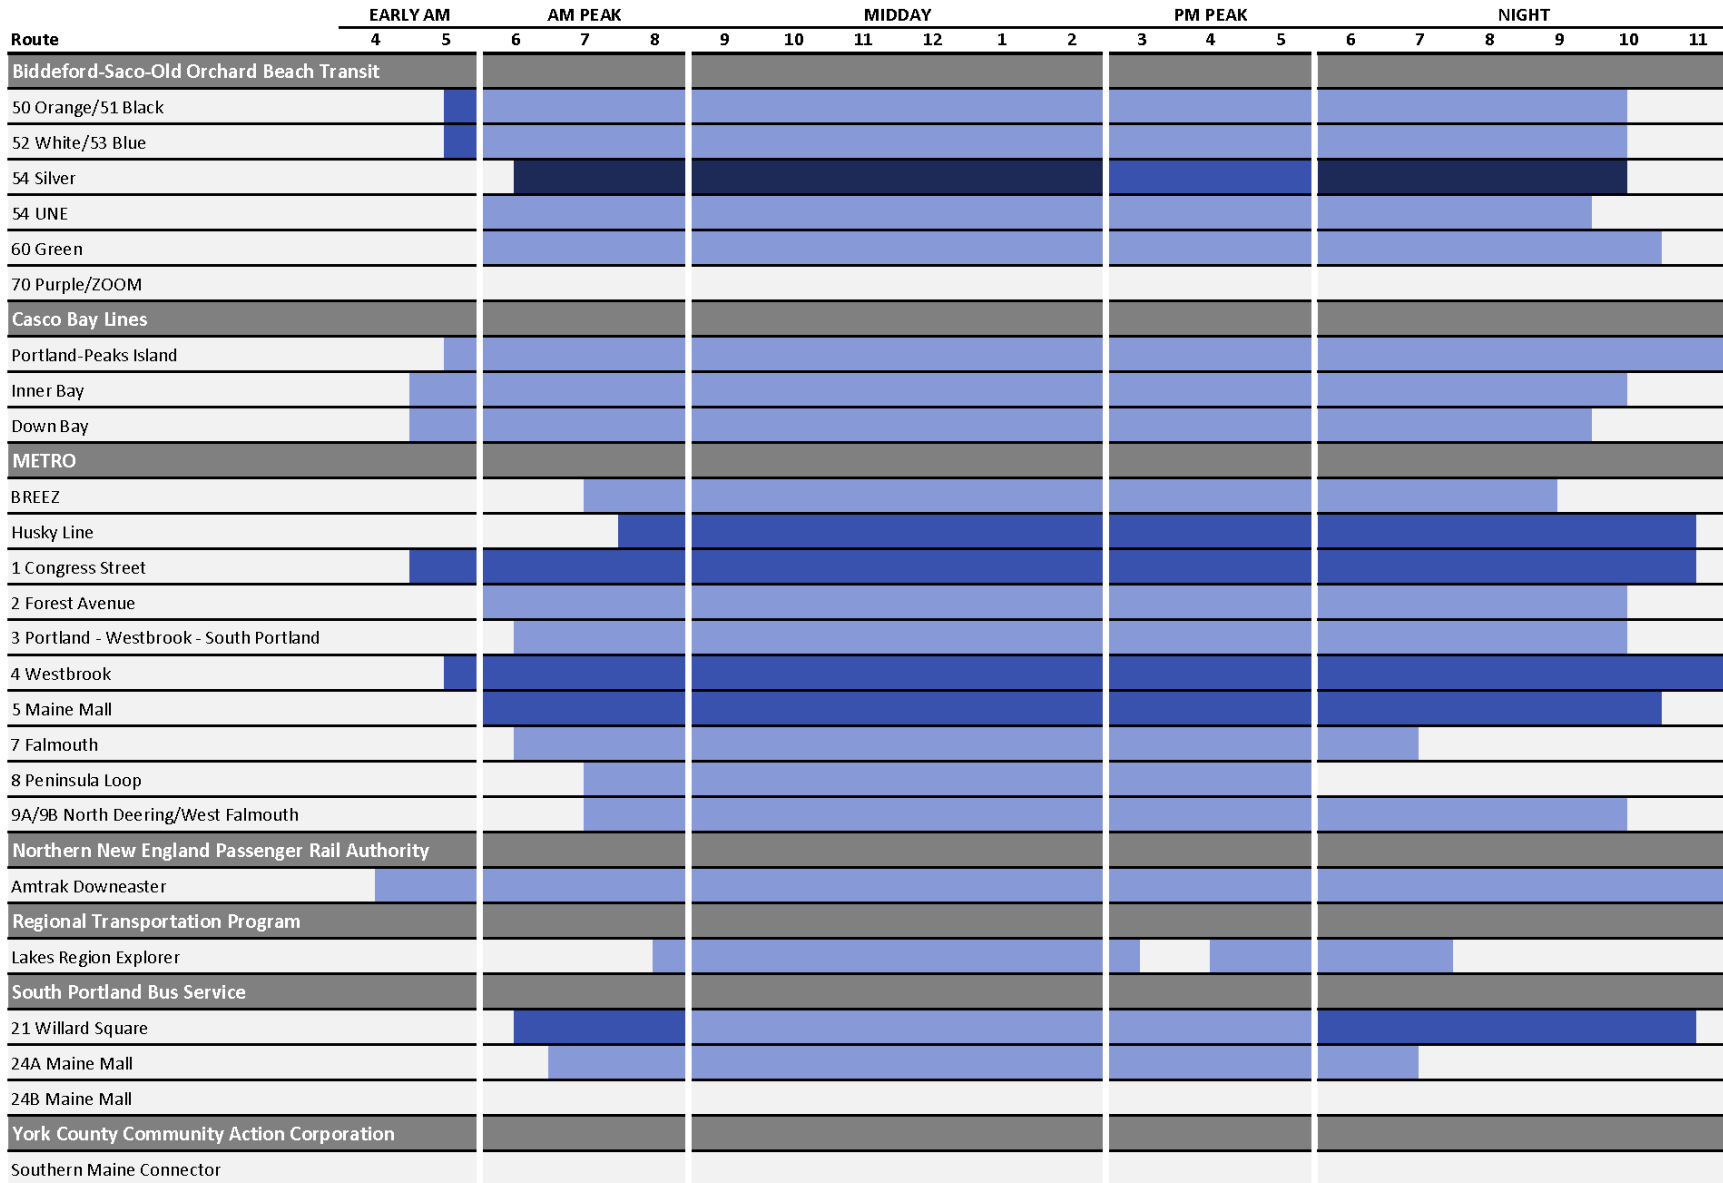 EARLY AM AM PEAK MIDDAY PM PEAK NIGHT
Route 4 5 6 7 8 9 10 11 12 1 2 3 4 5 6 7 8 9 10 11
Biddeford-Saco-Old Orchard Beach Transit
50 Orange/51 Black
52 White/53 Blue
54 Silver
54 UNE
60 Green
70 Purple/ZOOM
Casco Bay Lines
Portland-Peaks Island
Inner Bay
Down Bay
METRO
BREEZ
Husky Line
1 Congress Street
2 Forest Avenue
3 Portland - Westbrook - South Portland
4 Westbrook
5 Maine Mall
7 Falmouth
8 Peninsula Loop
9A/9B North Deering/West Falmouth
Northern New England Passenger Rail Authority
Amtrak Downeaster
Regional Transportation Program
Lakes Region Explorer
South Portland Bus Service
21 Willard Square
24A Maine Mall
24B Maine Mall
York County Community Action Corporation
Southern Maine Connector